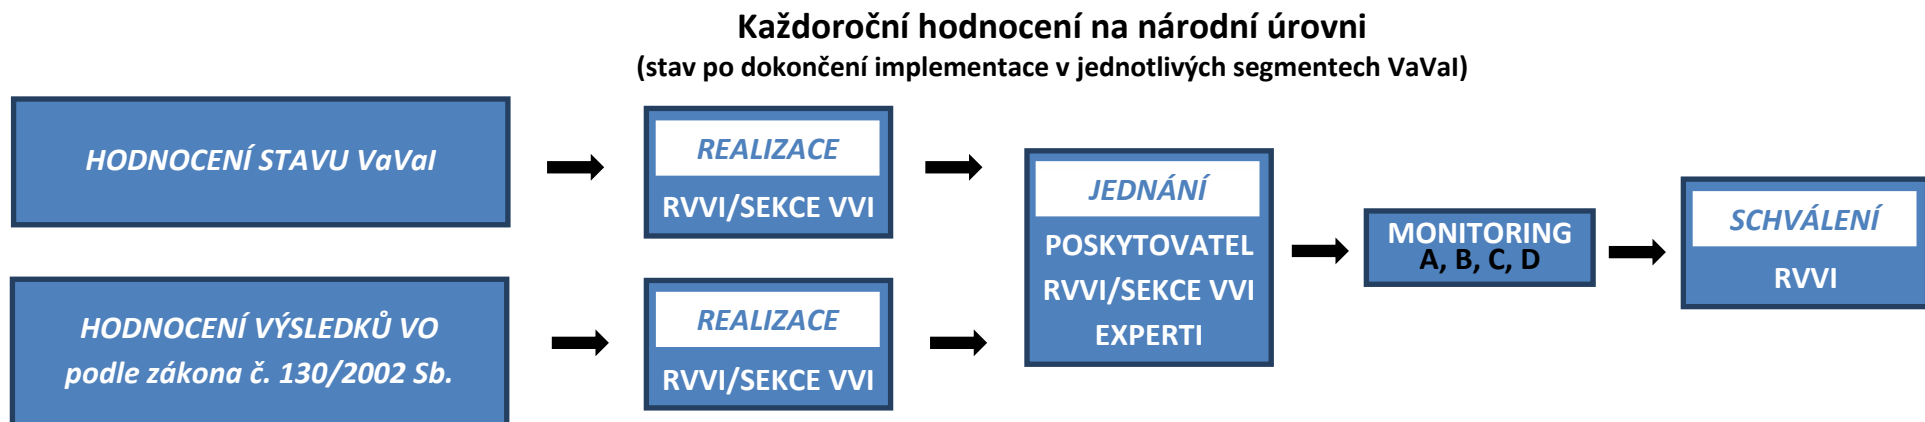 Každoroční hodnocení na národní úrovni
(stav po dokončení implementace v jednotlivých segmentech VaVaI)
HODNOCENÍ STAVU VaVaI
REALIZACE
RVVI/SEKCE VVI
HODNOCENÍ VÝSLEDKŮ VO
podle zákona č. 130/2002 Sb.
REALIZACE
RVVI/SEKCE VVI
JEDNÁNÍ
POSKYTOVATEL
RVVI/SEKCE VVI
EXPERTI
MONITORING
A, B, C, D
SCHVÁLENÍ
RVVI